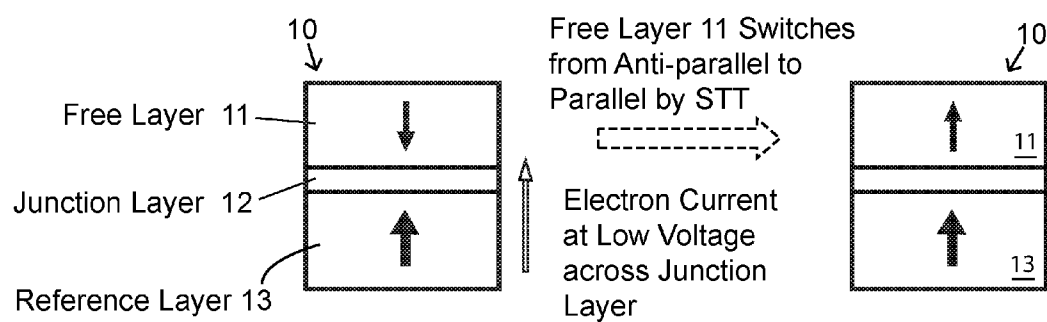 10
Free Layer 11
Junction Layer 12
Reference Layer 13
Free Layer 11 Switches
from Anti-parallel to
Parallel by STT
Electron Current
at Low Voltage
across Junction
Layer
10
11
13